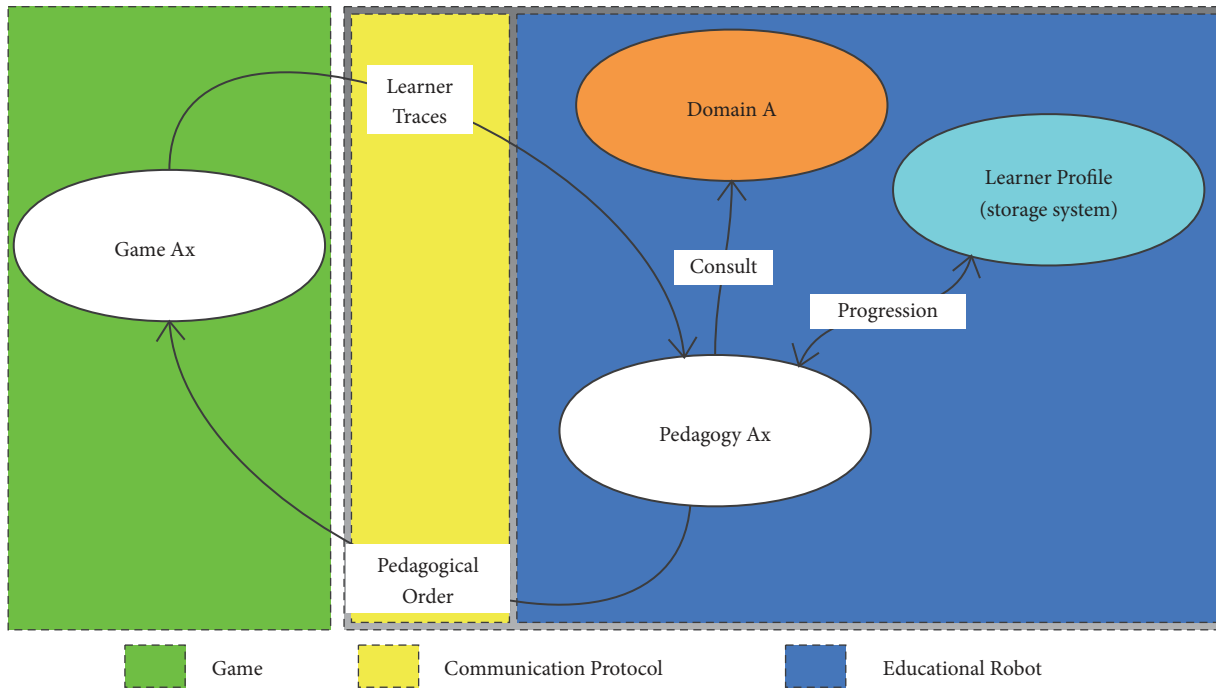 Learner
Traces
Domain A
Learner Profile
(storage system)
Game Ax
Consult
Progression
Pedagogy Ax
Pedagogical
Order
Game
Communication Protocol
Educational Robot